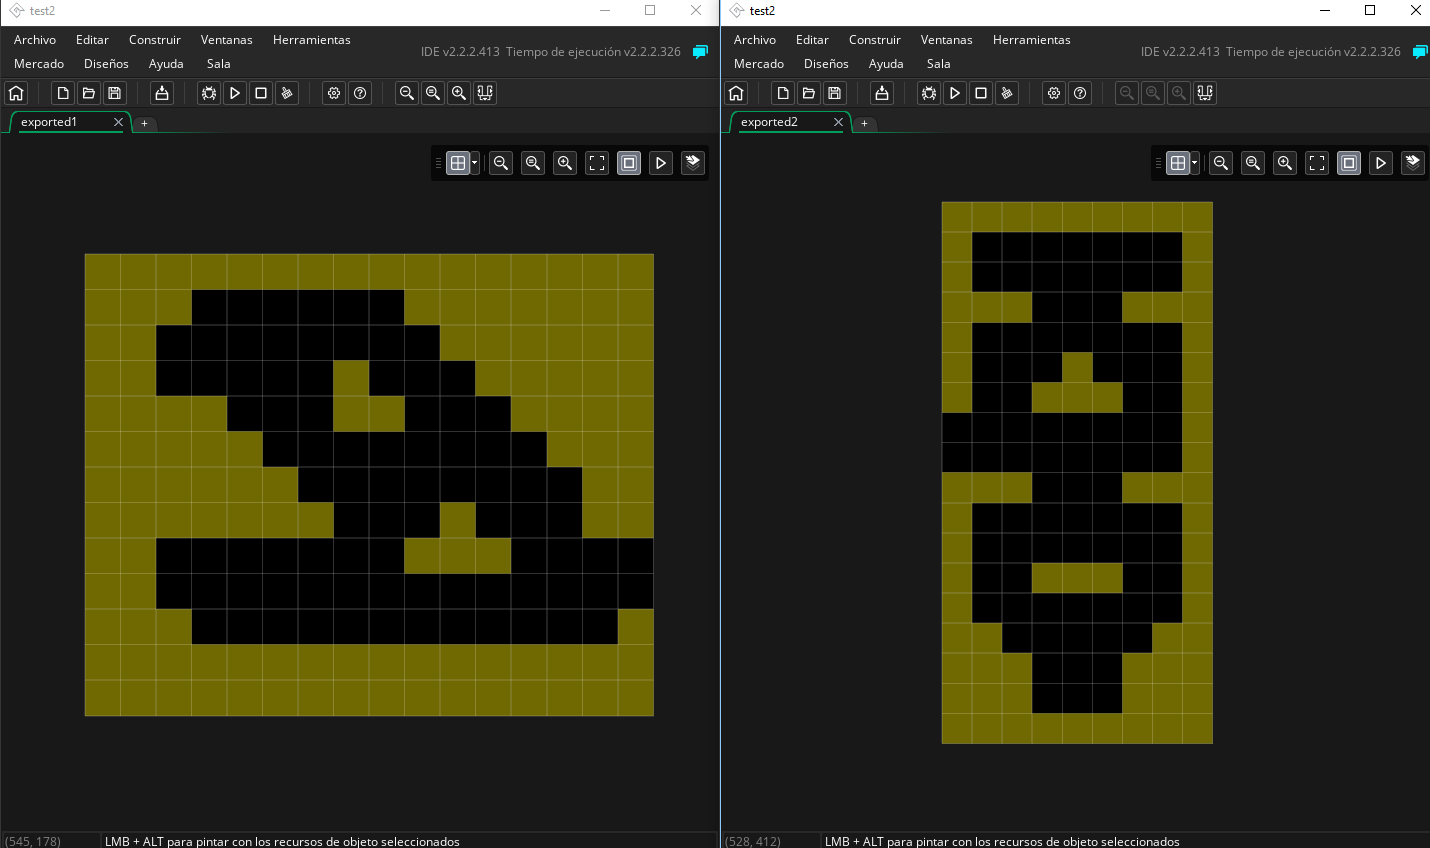 test2
Archivo Editar Construir Ventanas Herramientas
IDE v2.2.2.413 Tiempo de ejecución v2.2.2.326
Mercado Diseños Ayuda Sala
exported1
(545, 178) LMB + ALT para pintar con los recursos de objeto seleccionados
test2
Archivo Editar Construir Ventanas Herramientas
IDE v2.2.2.413 Tiempo de ejecución v2.2.2.326
Mercado Diseños Ayuda Sala
exported2
(528, 412) LMB + ALT para pintar con los recursos de objeto seleccionados